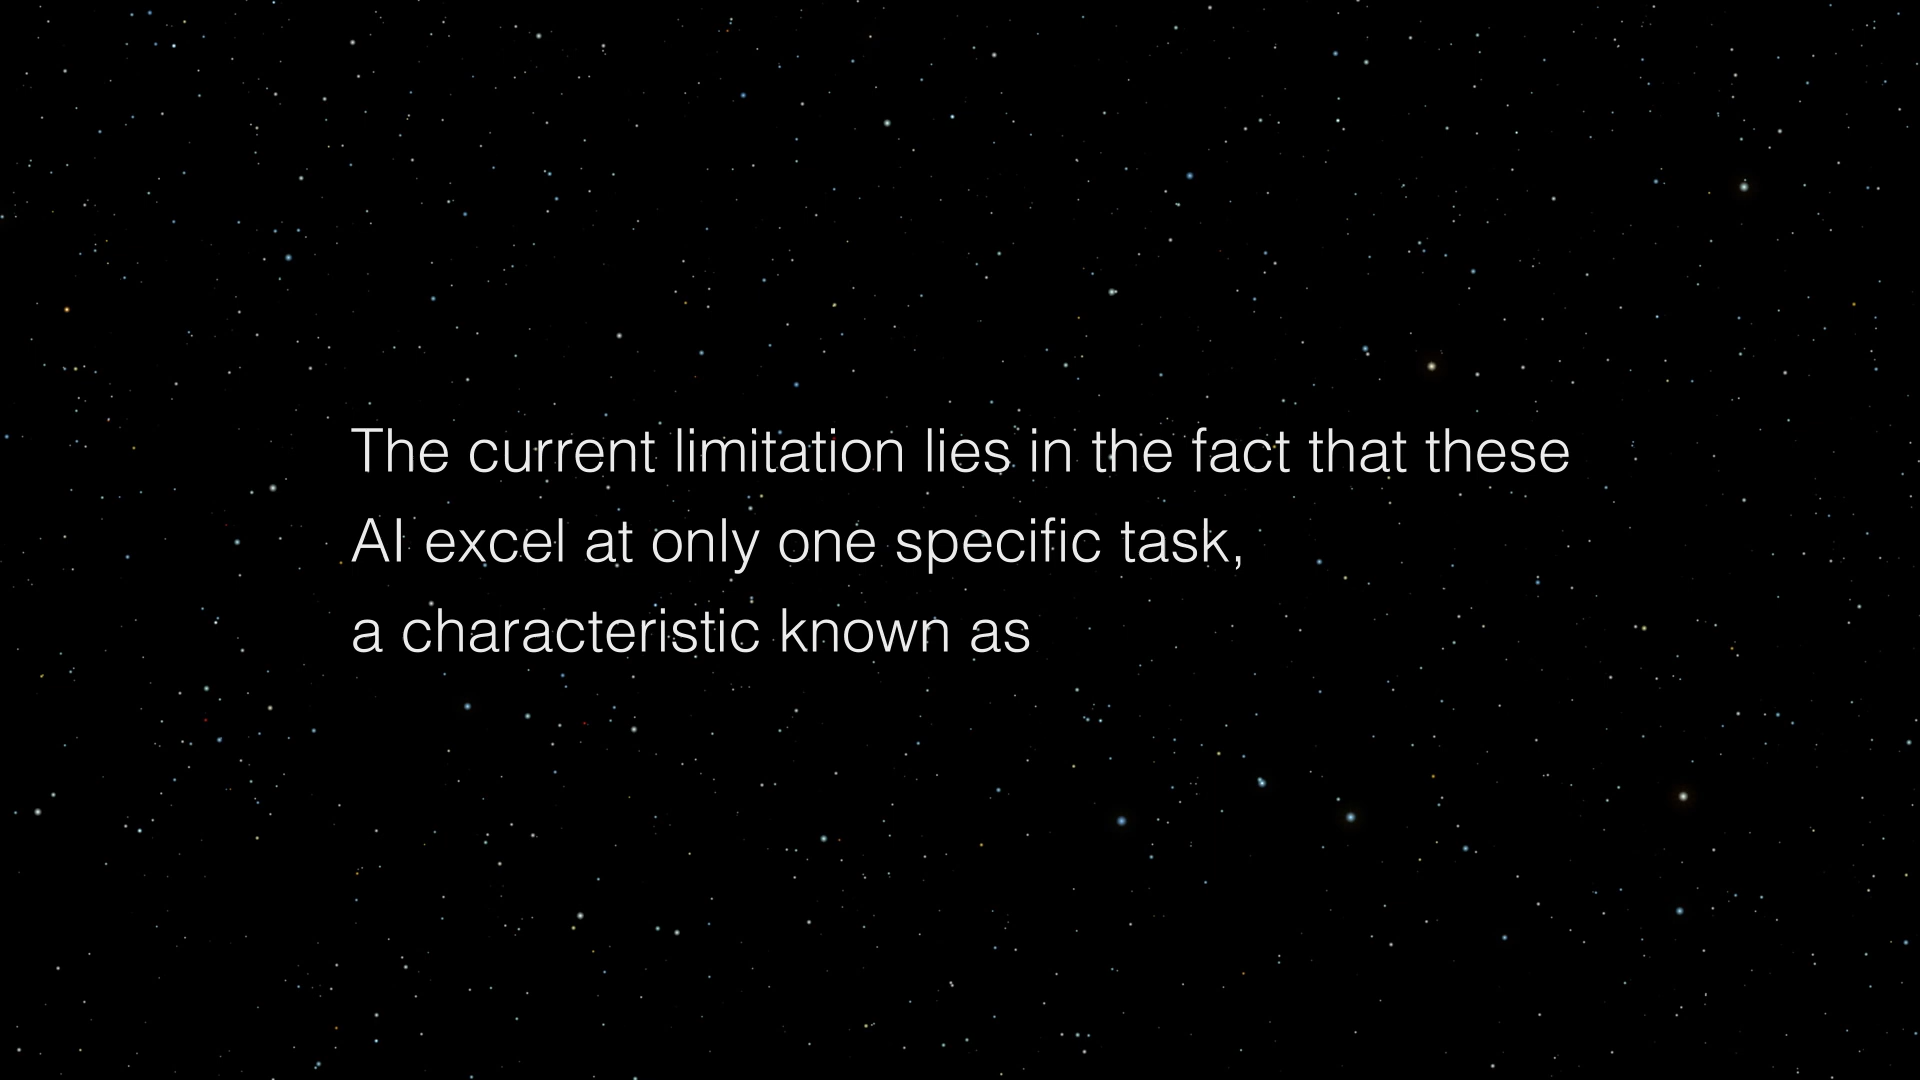 The current limitation lies in the fact that these
AI excel at only one specific task,
a characteristic known as